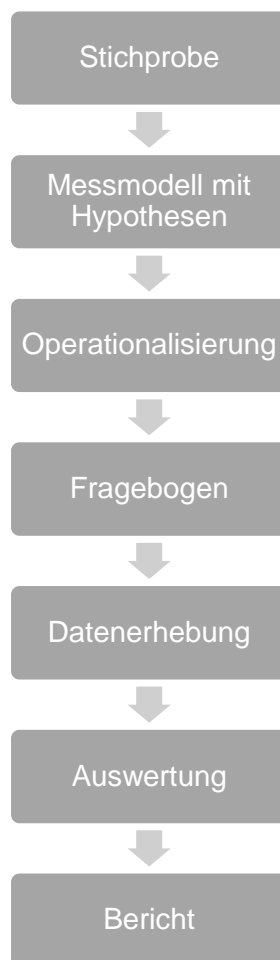 Stichprobe
Messmodell mit
Hypothesen
Operationalisierung
Fragebogen
Datenerhebung
Auswertung
Bericht